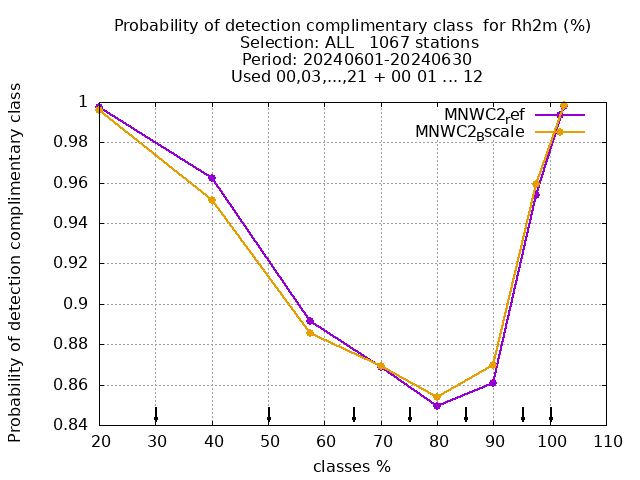 Probability of detection complimentary class  for Rh2m (%)
Selection: ALL   1067 stations
Period: 20240601-20240630
Used 00,03,...,21 + 00 01 ... 12
Probability of detection complimentary class
1
0.98
0.96
0.94
0.92
0.9
0.88
0.86
0.84
MNWC2ref
MNWC2Bscale
20 30 40 50 60 70 80 90 100 110
classes %